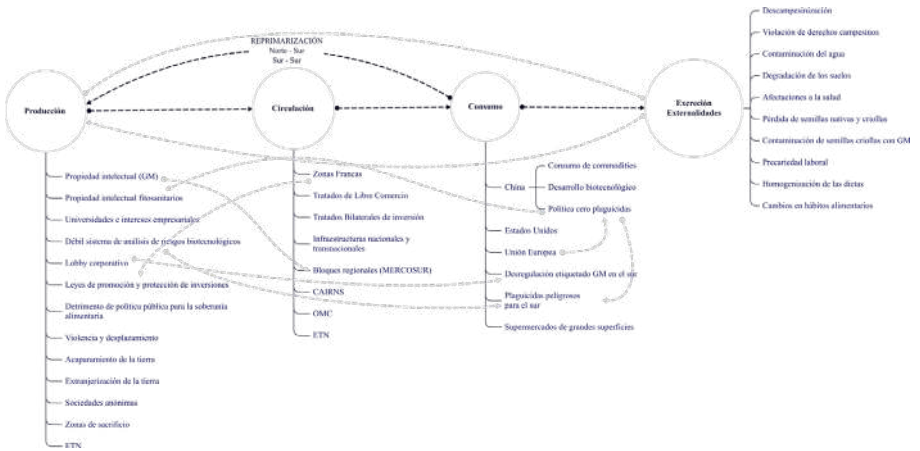 REPRIMARIZACIÓN
Norte - Sur
Sur - Sur
Producción
Propiedad intelectual (GM)
Propiedad intelectual fitosanitarios
Universidades e intereses empresariales
Débil sistema de análisis de riesgos biotecnológicos
Lobby corporativo
Leyes de promoción y protección de inversiones
Detrimento de política pública para la soberanía
alimentaria
Violencia y desplazamiento
Acaparamiento de la tierra
Extranjerización de la tierra
Sociedades anónimas
Zonas de sacrificio
ETN
Circulación
Zonas Francas
Tratados de Libre Comercio
Tratados Bilaterales de inversión
Infraestructuras nacionales y
transnacionales
Bloques regionales (MERCOSUR)
CAIRNS
OMC
ETN
Consumo
China
Consumo de commodities
Desarrollo biotecnológico
Política cero plaguicidas
Estados Unidos
Unión Europea
Desregulación etiquetado GM en el sur
Plaguicidas peligrosos
para el sur
Supermercados de grandes superficies
Excreción
Externalidades
Descampesinización
Violación de derechos campesinos
Contaminación del agua
Degradación de los suelos
Afectaciones a la salud
Pérdida de semillas nativas y criollas
Contaminación de semillas criollas con GM
Precariedad laboral
Homogenización de las dietas
Cambios en hábitos alimentarios